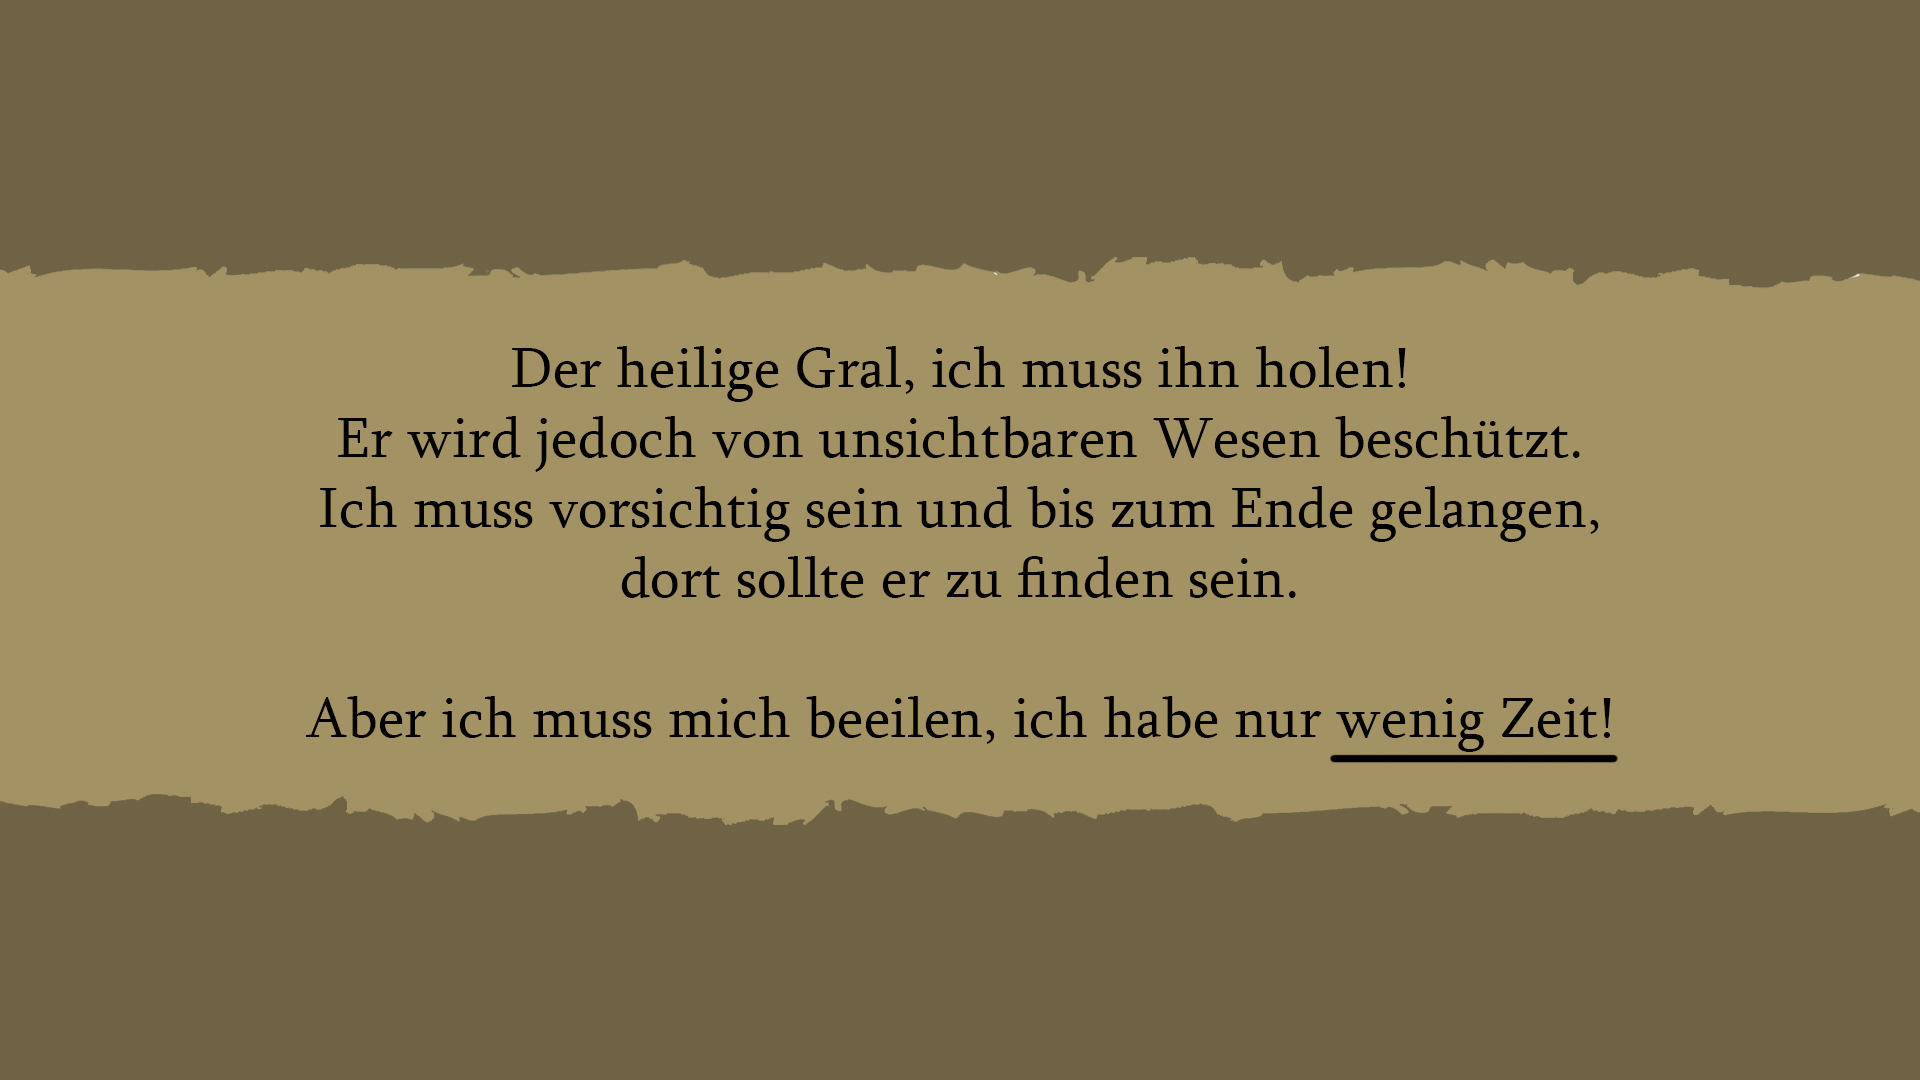 Der heilige Gral, ich muss ihn holen!
Er wird jedoch von unsichtbaren Wesen beschützt.
Ich muss vorsichtig sein und bis zum Ende gelangen,
dort sollte er zu finden sein.
Aber ich muss mich beeilen, ich habe nur wenig Zeit!